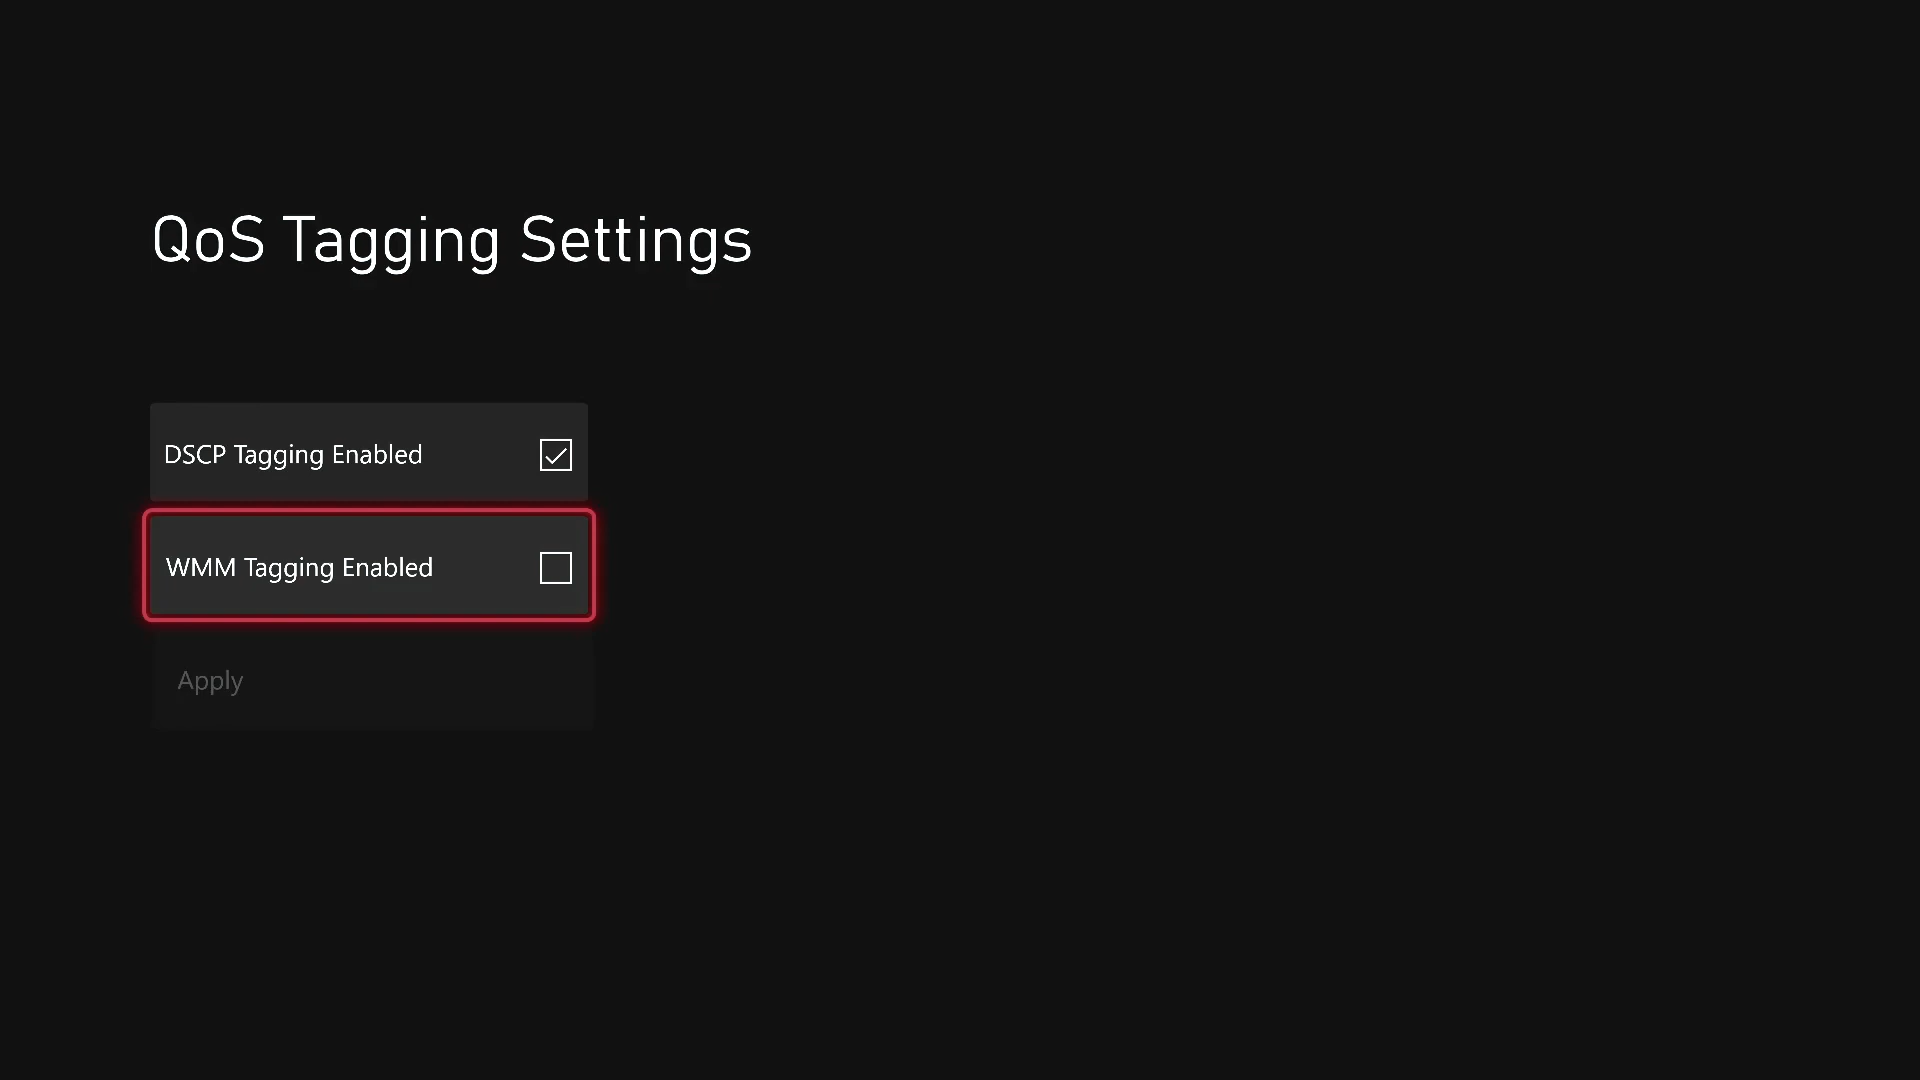 QoS Tagging Settings
DSCP Tagging Enabled
WMM Tagging Enabled
Apply